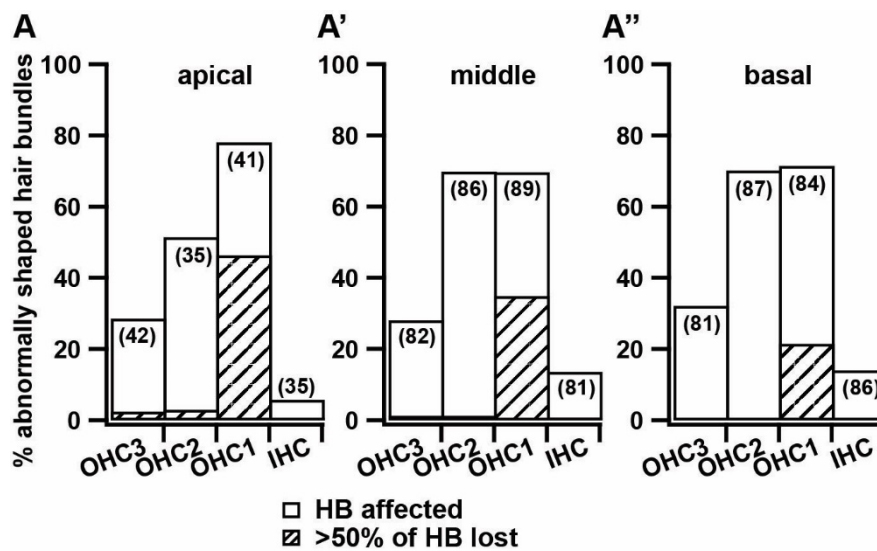 A
A'
A"
% abnormally shaped hair bundles
100
80
60
40
20
0
apical
(42)
(35)
(41)
(35)
OHC3
OHC2
OHC1
IHC
100
80
60
40
20
0
middle
(82)
(86)
(89)
(81)
OHC3
OHC2
OHC1
IHC
100
80
60
40
20
0
basal
(81)
(87)
(84)
(86)
OHC3
OHC2
OHC1
IHC
HB affected
>50% of HB lost